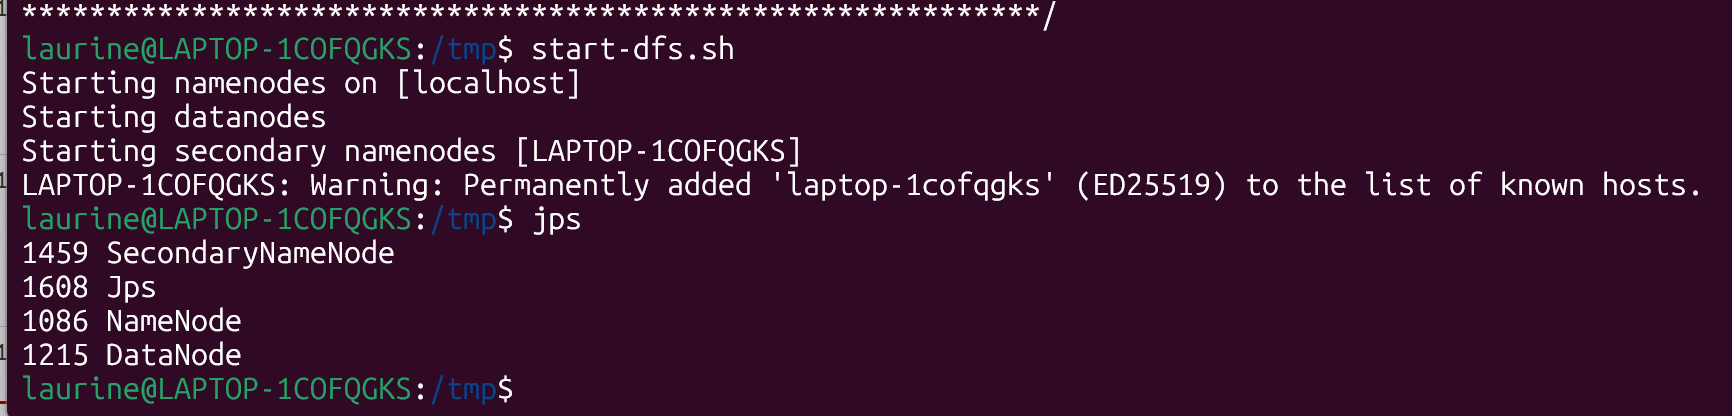 ************************************************************/
laurine@LAPTOP-1COFQGKS:/tmp$ start-dfs.sh
Starting namenodes on [localhost]
Starting datanodes
Starting secondary namenodes [LAPTOP-1COFQGKS]
LAPTOP-1COFQGKS: Warning: Permanently added 'laptop-1cofqgks' (ED25519) to the list of known hosts.
laurine@LAPTOP-1COFQGKS:/tmp$ jps
1459 SecondaryNameNode
1608 Jps
1086 NameNode
1215 DataNode
laurine@LAPTOP-1COFQGKS:/tmp$